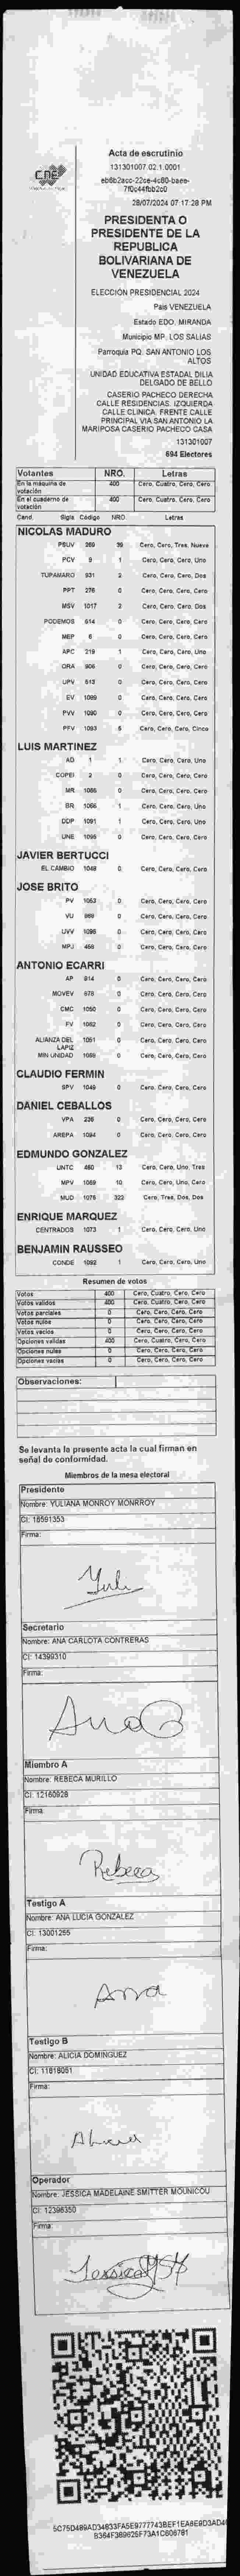 CNE
Acta de escrutinio
131301007.02.1.0001
28/07/2024 07:17:28 PM
PRESIDENTA O
PRESIDENTE DE LA
REPUBLICA
BOLIVARIANA DE
VENEZUELA
ELECCIÓN PRESIDENCIAL 2024
País VENEZUELA
Estado EDO. MIRANDA
Municipio MP. LOS SALIAS
Parroquia PQ. SAN ANTONIO LOS
ALTOS
UNIDAD EDUCATIVA ESTADAL DILIA
DELGADO DE BELLO
CASERIO PACHECO DERECHA
CALLE RESIDENCIAS. IZQUIERDA
CALLE CLINICA. FRENTE CALLE
PRINCIPAL VIA SAN ANTONIO LA
MARIPOSA CASERIO PACHECO CASA
131301007
694 Electores
Votantes NRO. Letras
En la máquina de votación 400 Cero, Cuatro, Cero, Cero
En el cuaderno de votación 400 Cero, Cuatro, Cero, Cero
Cand. Sigla Código NRO. Letras
NICOLAS MADURO
PSUV 269 39 Cero, Cero, Tres, Nueve
PCV 9 1 Cero, Cero, Cero, Uno
TUPAMARO 831 2 Cero, Cero, Cero, Dos
PPT 276 0 Cero, Cero, Cero, Cero
MSV 1017 2 Cero, Cero, Cero, Dos
PODEMOS 614 0 Cero, Cero, Cero, Cero
MEP 6 0 Cero, Cero, Cero, Cero
APC 219 1 Cero, Cero, Cero, Uno
ORA 906 0 Cero, Cero, Cero, Cero
UPV 513 0 Cero, Cero, Cero, Cero
EV 1089 0 Cero, Cero, Cero, Cero
PVV 1090 0 Cero, Cero, Cero, Cero
PFV 1093 5 Cero, Cero, Cero, Cinco
LUIS MARTINEZ
AD 1 1 Cero, Cero, Cero, Uno
COPEI 2 0 Cero, Cero, Cero, Cero
MR 1065 0 Cero, Cero, Cero, Cero
BR 1066 1 Cero, Cero, Cero, Uno
DDP 1091 1 Cero, Cero, Cero, Uno
UNE 1095 0 Cero, Cero, Cero, Cero
JAVIER BERTUCCI
EL CAMBIO 1048 0 Cero, Cero, Cero, Cero
JOSE BRITO
PV 1053 0 Cero, Cero, Cero, Cero
VU 969 0 Cero, Cero, Cero, Cero
UVV 1096 0 Cero, Cero, Cero, Cero
MPJ 456 0 Cero, Cero, Cero, Cero
ANTONIO ECARRI
AP 914 0 Cero, Cero, Cero, Cero
MOVEV 978 0 Cero, Cero, Cero, Cero
CMC 1050 0 Cero, Cero, Cero, Cero
FV 1062 0 Cero, Cero, Cero, Cero
ALIANZA DEL LAPIZ 1051 0 Cero, Cero, Cero, Cero
MIN UNIDAD 1089 0 Cero, Cero, Cero, Cero
CLAUDIO FERMIN
SPV 1049 0 Cero, Cero, Cero, Cero
DANIEL CEBALLOS
VPA 236 0 Cero, Cero, Cero, Cero
AREPA 1094 0 Cero, Cero, Cero, Cero
EDMUNDO GONZALEZ
UNTC 460 13 Cero, Cero, Uno, Tres
MPV 1069 10 Cero, Cero, Uno, Cero
MUD 1075 322 Cero, Tres, Dos, Dos
ENRIQUE MARQUEZ
CENTRADOS 1073 1 Cero, Cero, Cero, Uno
BENJAMIN RAUSSEO
CONDE 1092 1 Cero, Cero, Cero, Uno
Resumen de votos
Votos 400 Cero, Cuatro, Cero, Cero
Votos validos 400 Cero, Cuatro, Cero, Cero
Votos parciales 0 Cero, Cero, Cero, Cero
Votos nulos 0 Cero, Cero, Cero, Cero
Votos vacios 0 Cero, Cero, Cero, Cero
Opciones validas 400 Cero, Cuatro, Cero, Cero
Opciones nulas 0 Cero, Cero, Cero, Cero
Opciones vacias 0 Cero, Cero, Cero, Cero
Observaciones:
Se levanta la presente acta la cual firman en
señal de conformidad.
Miembros de la mesa electoral
Presidente
Nombre: YULIANA MONROY MONRROY
CI: 16591353
Firma:
Yuli
Secretario
Nombre: ANA CARLOTA CONTRERAS
CI: 14399310
Firma:
Ana
Miembro A
Nombre: REBECA MURILLO
CI: 12160928
Firma:
Rebeca
Testigo A
Nombre: ANA LUCIA GONZALEZ
CI: 13001255
Firma:
Anna
Testigo B
Nombre: ALICIA DOMINGUEZ
CI: 11818051
Firma:
Operador
Nombre: JESSICA MADELAINE SMITTER MOUNICOU
CI: 12396350
Firma:
Jessica